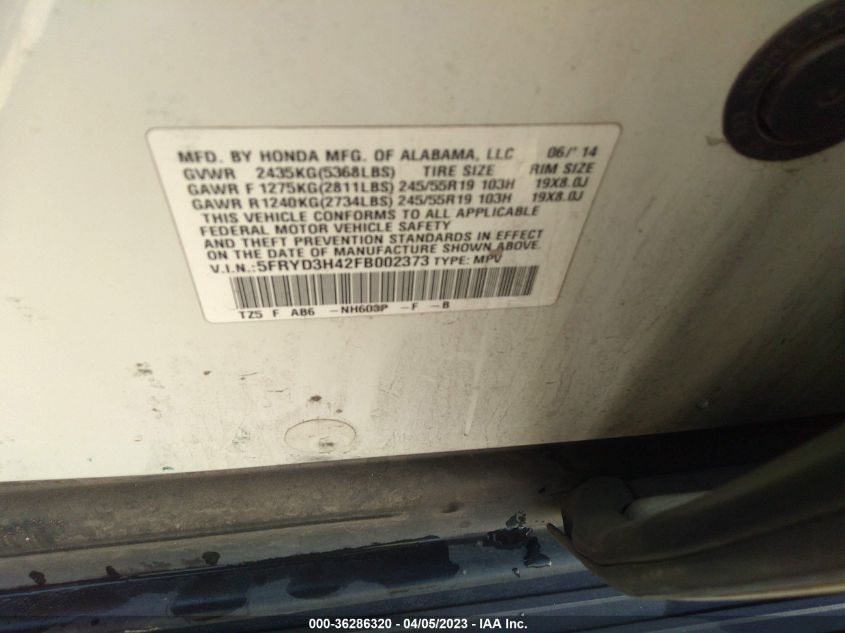 MFD. BY HONDA MFG. OF ALABAMA, LLC 06/'14
GVWR 2435KG(5368LBS) TIRE SIZE RIM SIZE
GAWR F 1275KG(2811LBS) 245/55R19 103H 19X8.0J
GAWR R 1240KG(2734LBS) 245/55R19 103H 19X8.0J
THIS VEHICLE CONFORMS TO ALL APPLICABLE
FEDERAL MOTOR VEHICLE SAFETY
AND THEFT PREVENTION STANDARDS IN EFFECT
ON THE DATE OF MANUFACTURE SHOWN ABOVE.
V.I.N.:5FRYD3H42FB002373 TYPE: MPV
TZ5 F AB6 -NH603P -F -B
000-36286320 - 04/05/2023 - IAA Inc.